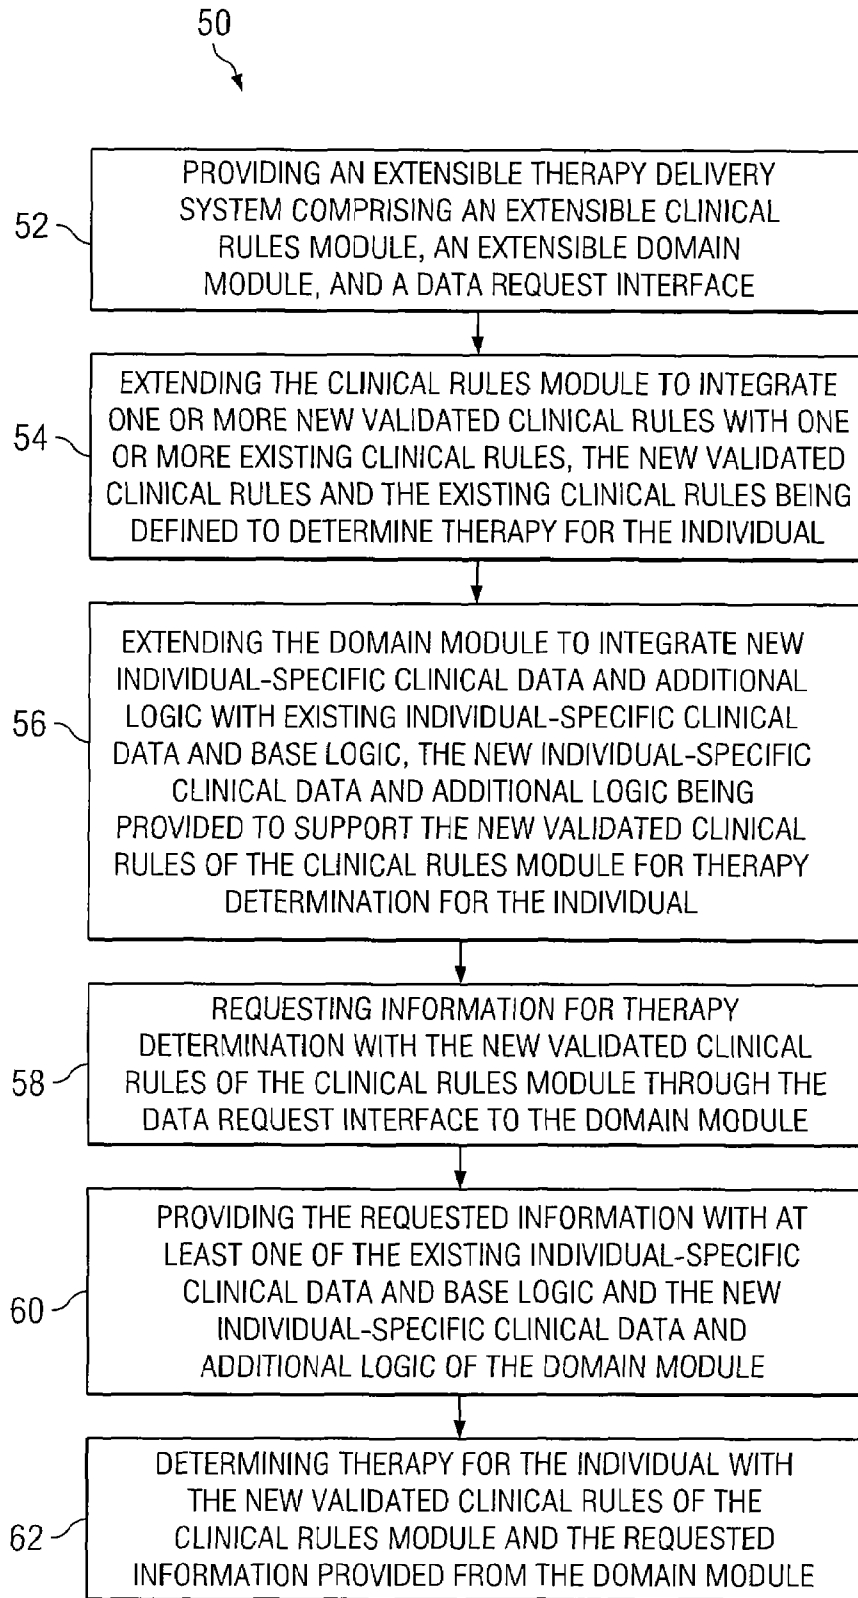 50
52
PROVIDING AN EXTENSIBLE THERAPY DELIVERY
SYSTEM COMPRISING AN EXTENSIBLE CLINICAL
RULES MODULE, AN EXTENSIBLE DOMAIN
MODULE, AND A DATA REQUEST INTERFACE
54
EXTENDING THE CLINICAL RULES MODULE TO INTEGRATE
ONE OR MORE NEW VALIDATED CLINICAL RULES WITH ONE
OR MORE EXISTING CLINICAL RULES, THE NEW VALIDATED
CLINICAL RULES AND THE EXISTING CLINICAL RULES BEING
DEFINED TO DETERMINE THERAPY FOR THE INDIVIDUAL
56
EXTENDING THE DOMAIN MODULE TO INTEGRATE NEW
INDIVIDUAL-SPECIFIC CLINICAL DATA AND ADDITIONAL
LOGIC WITH EXISTING INDIVIDUAL-SPECIFIC CLINICAL
DATA AND BASE LOGIC, THE NEW INDIVIDUAL-SPECIFIC
CLINICAL DATA AND ADDITIONAL LOGIC BEING
PROVIDED TO SUPPORT THE NEW VALIDATED CLINICAL
RULES OF THE CLINICAL RULES MODULE FOR THERAPY
DETERMINATION FOR THE INDIVIDUAL
58
REQUESTING INFORMATION FOR THERAPY
DETERMINATION WITH THE NEW VALIDATED CLINICAL
RULES OF THE CLINICAL RULES MODULE THROUGH THE
DATA REQUEST INTERFACE TO THE DOMAIN MODULE
60
PROVIDING THE REQUESTED INFORMATION WITH AT
LEAST ONE OF THE EXISTING INDIVIDUAL-SPECIFIC
CLINICAL DATA AND BASE LOGIC AND THE NEW
INDIVIDUAL-SPECIFIC CLINICAL DATA AND
ADDITIONAL LOGIC OF THE DOMAIN MODULE
62
DETERMINING THERAPY FOR THE INDIVIDUAL WITH
THE NEW VALIDATED CLINICAL RULES OF THE
CLINICAL RULES MODULE AND THE REQUESTED
INFORMATION PROVIDED FROM THE DOMAIN MODULE